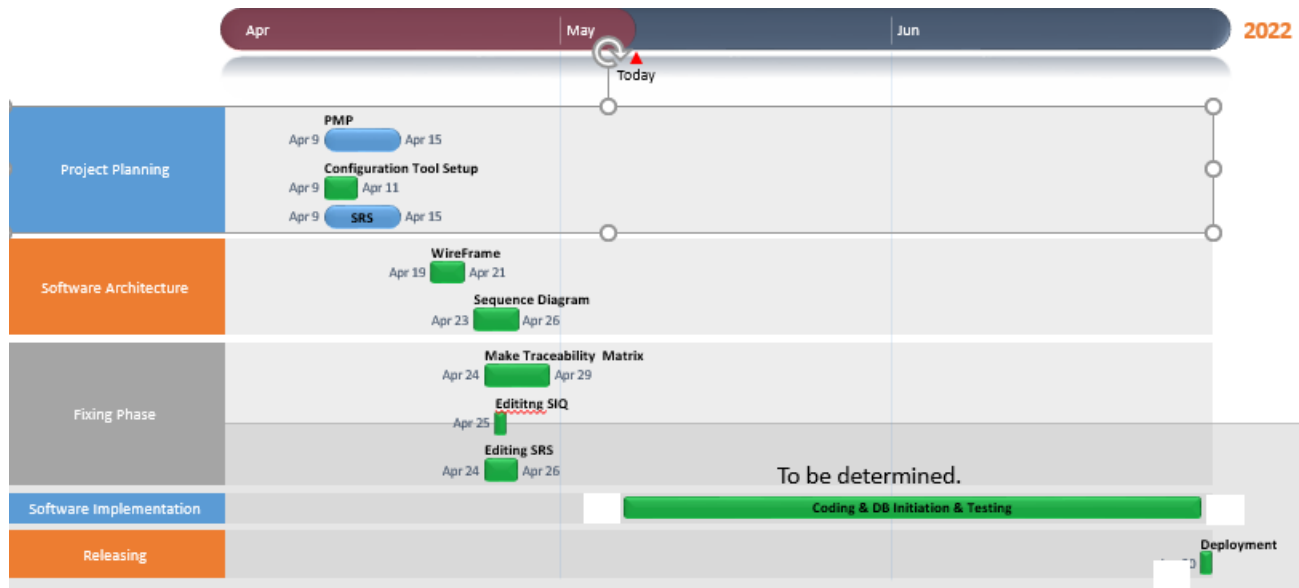 Apr May Jun 2022
Today
Project Planning
PMP
Apr 9 Apr 15
Configuration Tool Setup
Apr 9 Apr 11
Apr 9 SRS Apr 15
Software Architecture
WireFrame
Apr 19 Apr 21
Sequence Diagram
Apr 23 Apr 26
Fixing Phase
Make Traceability Matrix
Apr 24 Apr 29
Edititng SIQ
Apr 25
Editing SRS
Apr 24 Apr 26
To be determined.
Software Implementation
Coding & DB Initiation & Testing
Releasing
Deployment